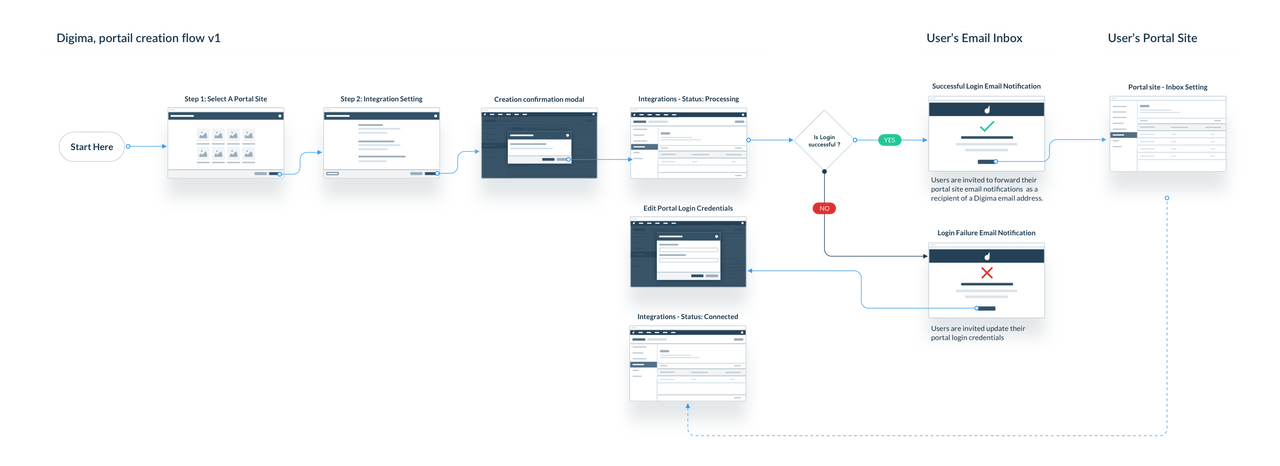 Digima, portail creation flow v1
User's Email Inbox
User's Portal Site
Start Here
Step 1: Select A Portal Site
Step 2: Integration Setting
Creation confirmation modal
Integrations - Status: Processing
Is Login
successful ?
YES
NO
Successful Login Email Notification
Users are invited to forward their
portal site email notifications as a
recipient of a Digima email address.
Portal site - Inbox Setting
Edit Portal Login Credentials
Login Failure Email Notification
Users are invited update their
portal login credentials
Integrations - Status: Connected